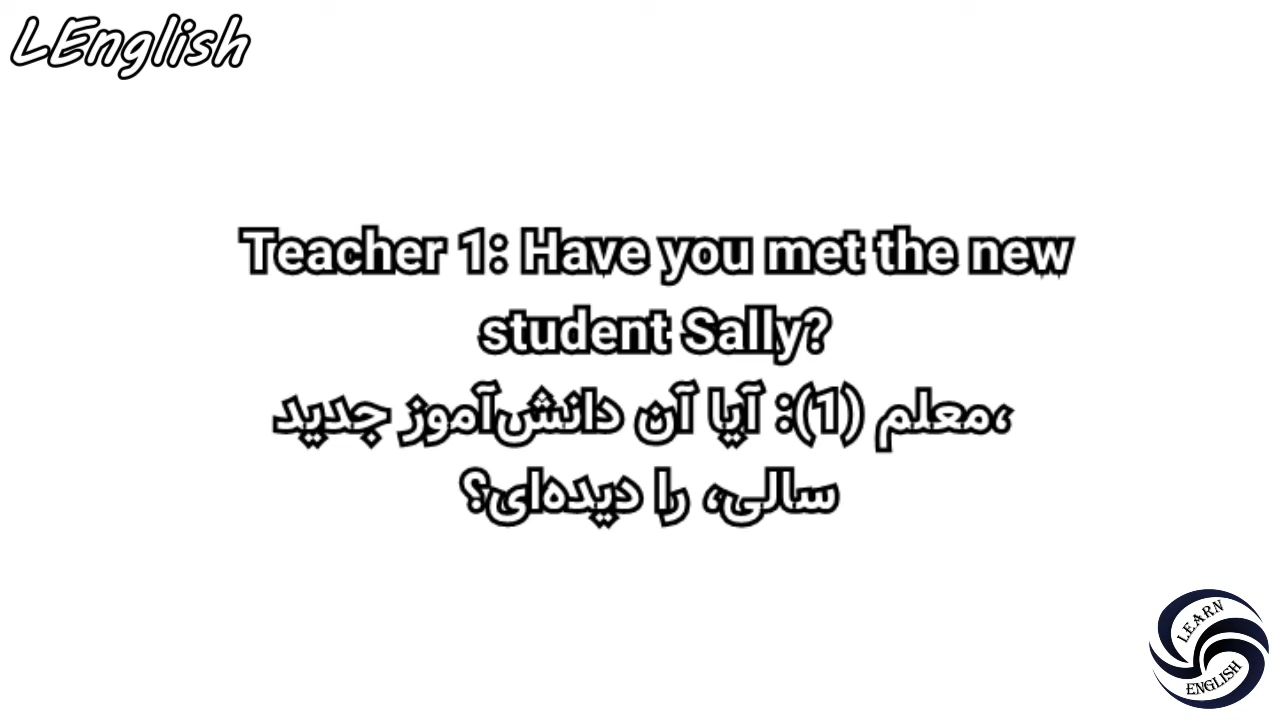 LEnglish
Teacher 1: Have you met the new
student Sally?
معلم (1): آیا آن دانش‌آموز جدید،
سالی، را دیده‌ای؟
LEARN
ENGLISH